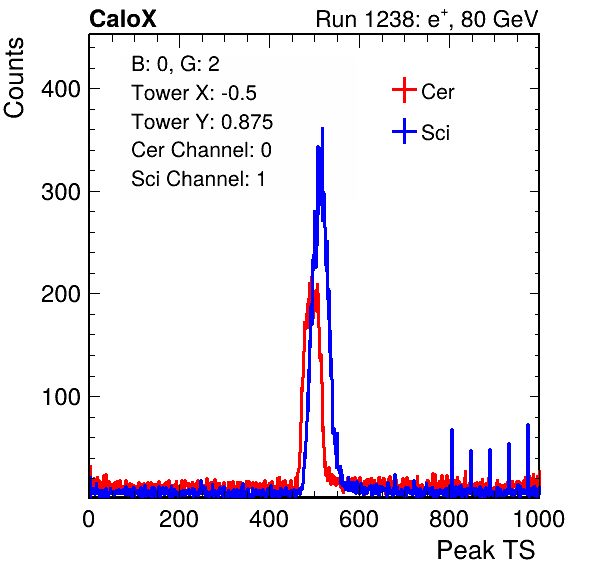 CaloX Run 1238: e+, 80 GeV
Counts
B: 0, G: 2
Tower X: -0.5
Tower Y: 0.875
Cer Channel: 0
Sci Channel: 1
Cer
Sci
400
300
200
100
0 200 400 600 800 1000
Peak TS